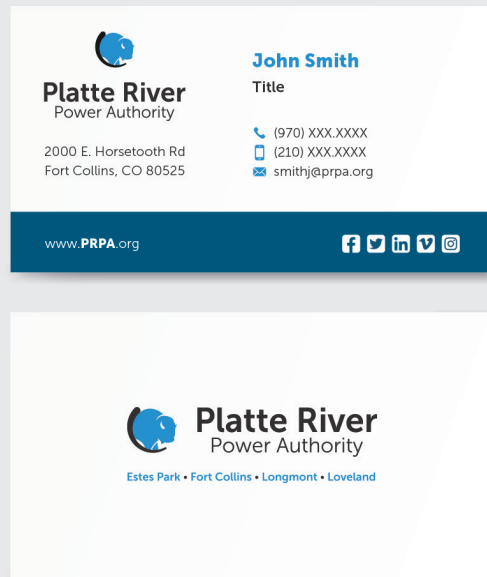 Platte River
Power Authority
2000 E. Horsetooth Rd
Fort Collins, CO 80525
John Smith
Title
(970) XXX.XXXX
(210) XXX.XXXX
smithj@prpa.org
www.PRPA.org
Platte River
Power Authority
Estes Park • Fort Collins • Longmont • Loveland